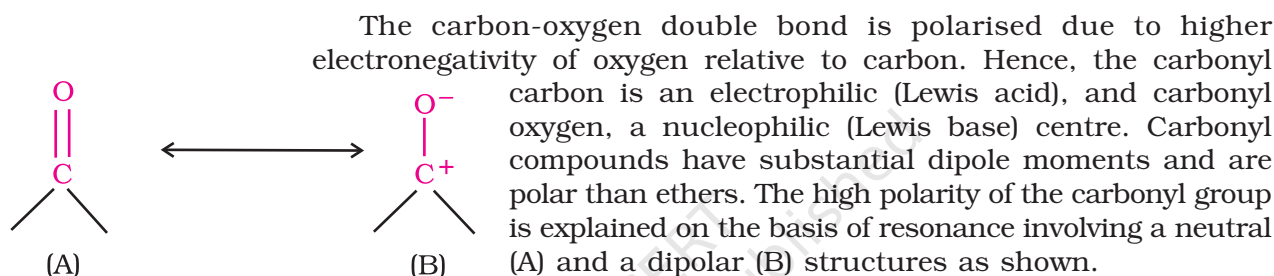 The carbon-oxygen double bond is polarised due to higher
electronegativity of oxygen relative to carbon. Hence, the carbonyl
carbon is an electrophilic (Lewis acid), and carbonyl
oxygen, a nucleophilic (Lewis base) centre. Carbonyl
compounds have substantial dipole moments and are
polar than ethers. The high polarity of the carbonyl group
is explained on the basis of resonance involving a neutral
(A) and a dipolar (B) structures as shown.
O
C
(A)
O⁻
C⁺
(B)